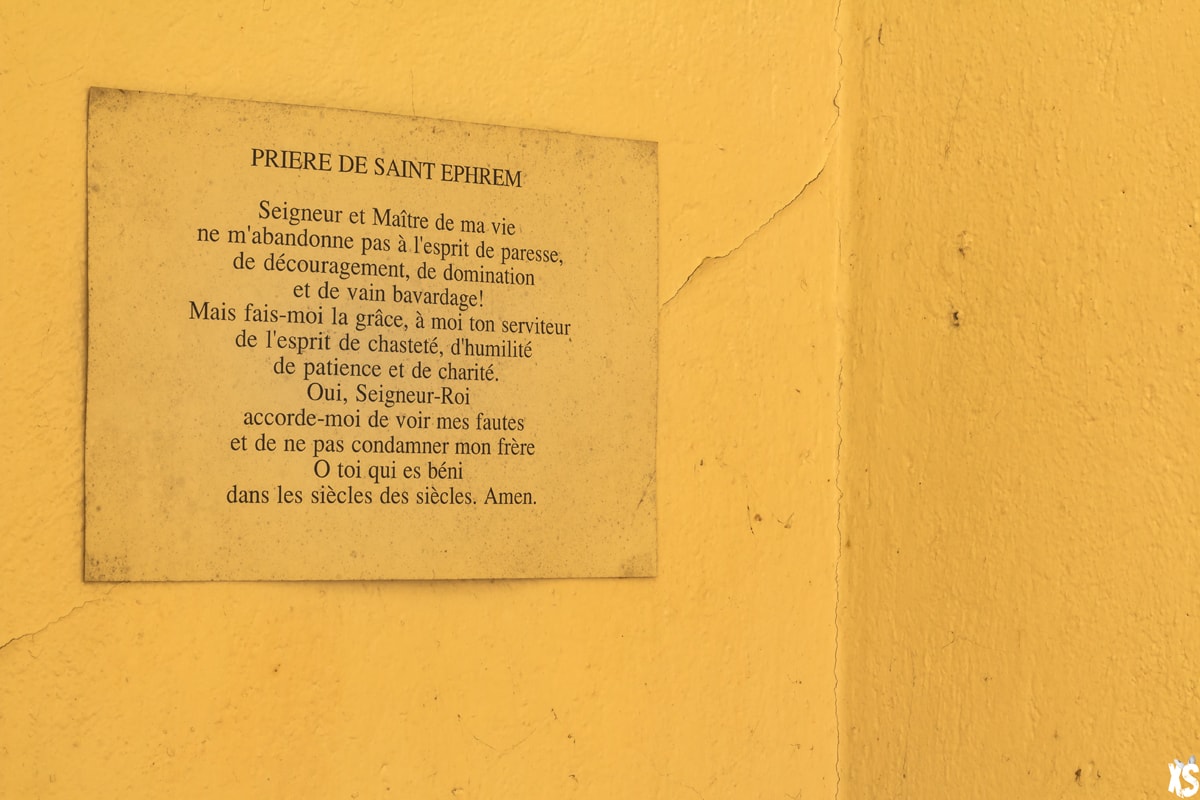 PRIERE DE SAINT EPHREM
Seigneur et Maître de ma vie
ne m'abandonne pas à l'esprit de paresse,
de découragement, de domination
et de vain bavardage!
Mais fais-moi la grâce, à moi ton serviteur
de l'esprit de chasteté, d'humilité
de patience et de charité.
Oui, Seigneur-Roi
accorde-moi de voir mes fautes
et de ne pas condamner mon frère
O toi qui es béni
dans les siècles des siècles. Amen.
XS